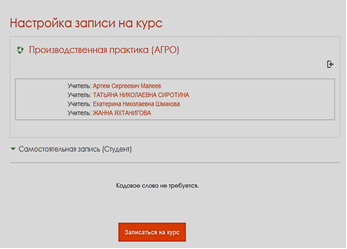 Настройка записи на курс
Производственная практика (АГРО)
Учитель: Артем Сергеевич Малеев
Учитель: ТАТЬЯНА НИКОЛАЕВНА СИРОТИНА
Учитель: Екатерина Николаевна Шмакова
Учитель: ЖАННА ЯХТАНИГОВА
Самостоятельная запись (Студент)
Кодовое слово не требуется.
Записаться на курс